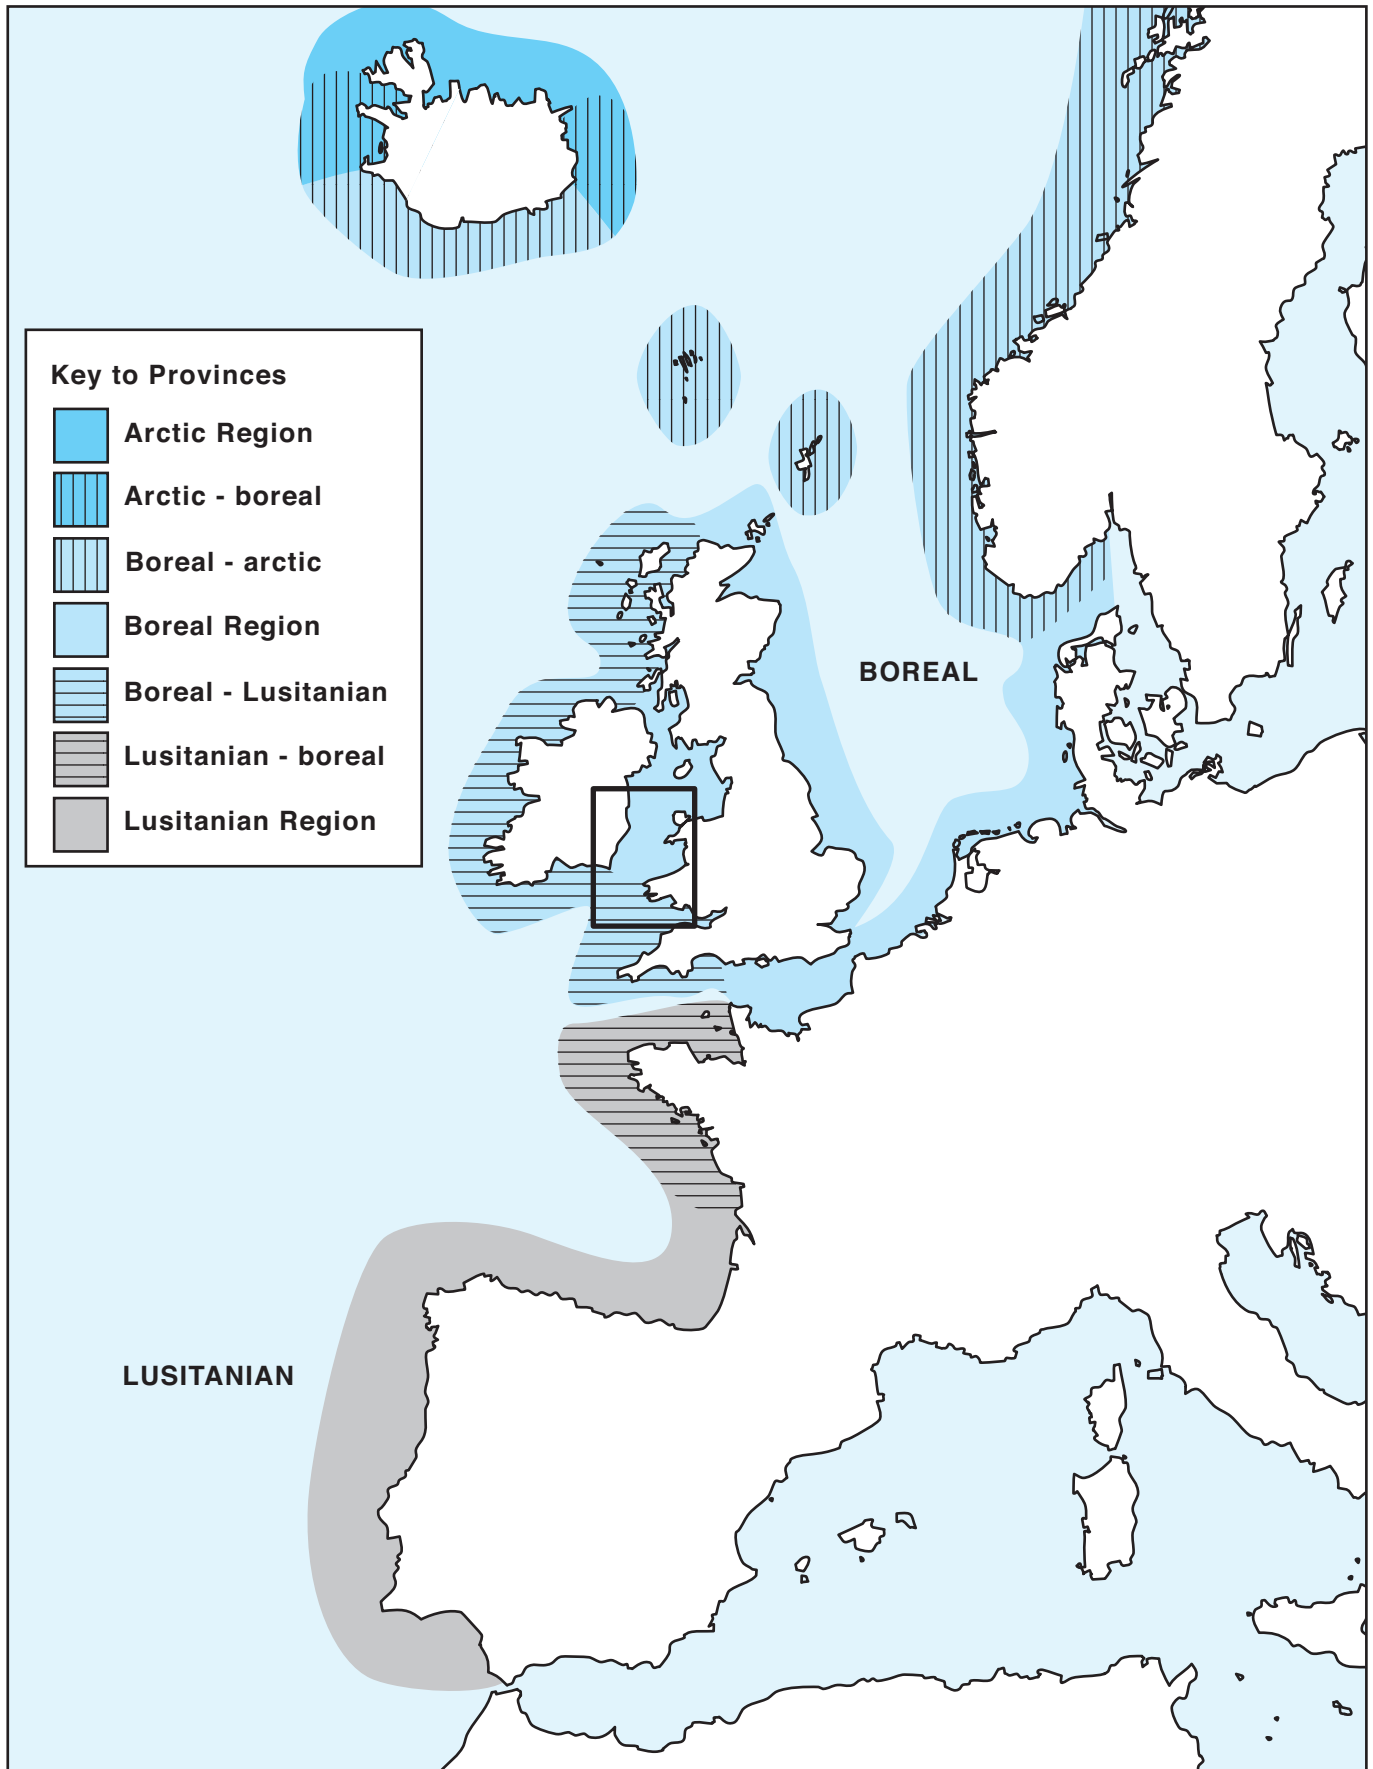 Key to Provinces
Arctic Region
Arctic - boreal
Boreal - arctic
Boreal Region
Boreal - Lusitanian
Lusitanian - boreal
Lusitanian Region
BOREAL
LUSITANIAN